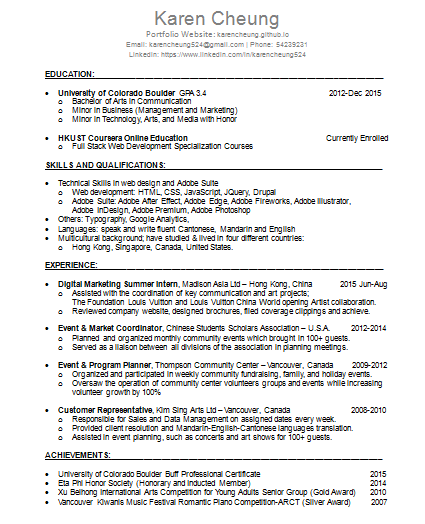 Karen Cheung
Portfolio Website: karencheung.github.io
Email: karencheung524@gmail.com | Phone: 54239231
Linkedin: https://www.linkedin.com/in/karencheung524
EDUCATION:
• University of Colorado Boulder GPA 3.4 2012-Dec 2015
o Bachelor of Arts in Communication
o Minor in Business (Management and Marketing)
o Minor in Technology, Arts, and Media with Honor
• HKUST Coursera Online Education Currently Enrolled
o Full Stack Web Development Specialization Courses
SKILLS AND QUALIFICATIONS:
• Technical Skills in web design and Adobe Suite
o Web development: HTML, CSS, JavaScript, JQuery, Drupal
o Adobe Suite: Adobe After Effect, Adobe Edge, Adobe Fireworks, Adobe illustrator,
Adobe InDesign, Adobe Premium, Adobe Photoshop
• Others: Typography, Google Analytics,
• Languages: speak and write fluent Cantonese, Mandarin and English
• Multicultural background; have studied & lived in four different countries:
o Hong Kong, Singapore, Canada, United States.
EXPERIENCE:
• Digital Marketing Summer Intern, Madison Asia Ltd – Hong Kong, China 2015 Jun-Aug
o Assisted with the coordination of key communication and art projects;
The Foundation Louis Vuitton and Louis Vuitton China World opening Artist collaboration.
o Reviewed company website, designed brochures, filed coverage clippings and achieve.
• Event & Market Coordinator, Chinese Students Scholars Association – U.S.A. 2012-2014
o Planned and organized monthly community events which brought in 100+ guests.
o Served as a liaison between all divisions of the association in planning meetings.
• Event & Program Planner, Thompson Community Center –Vancouver, Canada 2009-2012
o Organized and participated in weekly community fundraising, family, and holiday events.
o Oversaw the operation of community center volunteers groups and events while increasing
volunteer growth by 100%
• Customer Representative, Kim Sing Arts Ltd – Vancouver, Canada 2008-2010
o Responsible for Sales and Data Management on assigned dates every week.
o Provided client resolution and Mandarin-English-Cantonese languages translation.
o Assisted in event planning, such as concerts and art shows for 100+ guests.
ACHIEVEMENTS:
• University of Colorado Boulder Buff Professional Certificate 2015
• Eta Phi Honor Society (Honorary and Inducted Member) 2014
• Xu Beihong International Arts Competition for Young Adults Senior Group (Gold Award) 2010
• Vancouver Kiwanis Music Festival Romantic Piano Competition-ARCT (Silver Award) 2007